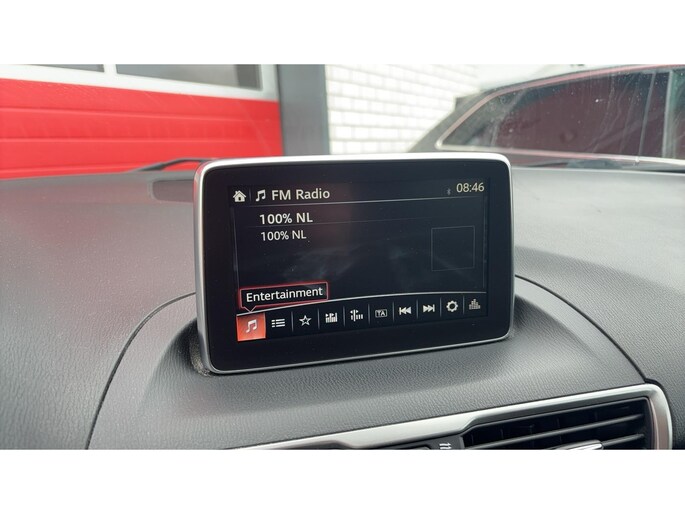 FM Radio 08:46
100% NL
100% NL
Entertainment
TA